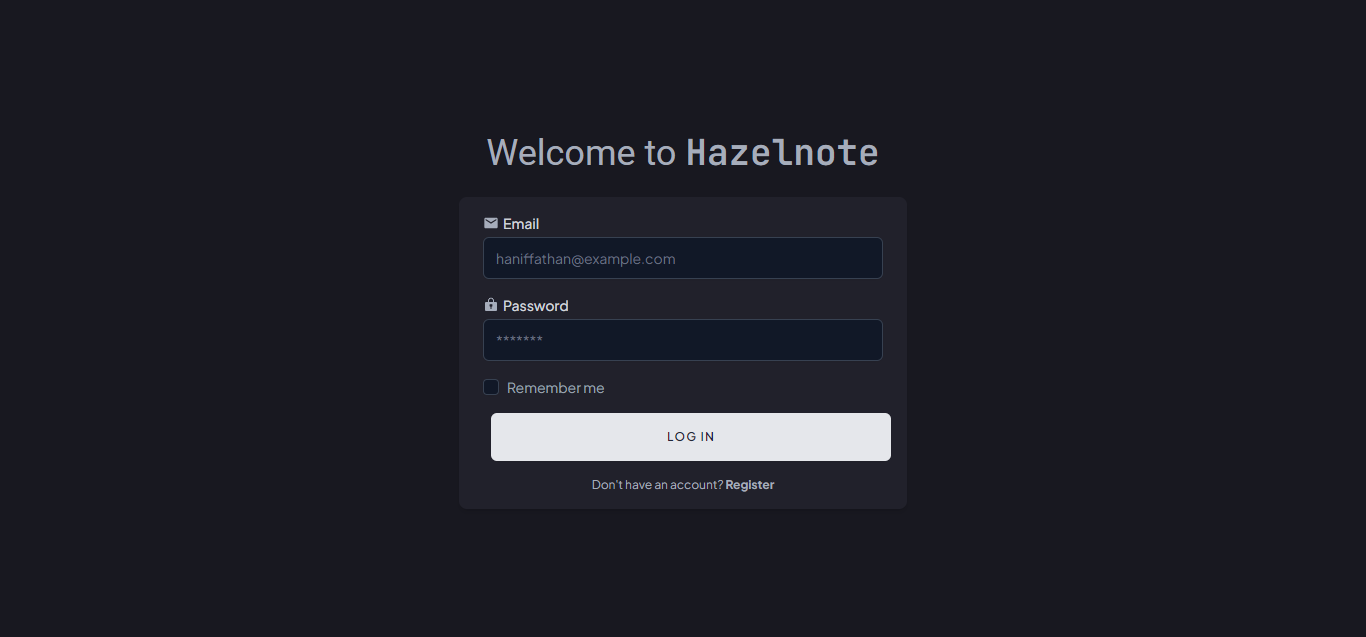 Welcome to Hazelnote
Email
haniffathan@example.com
Password
*******
Remember me
LOG IN
Don't have an account? Register